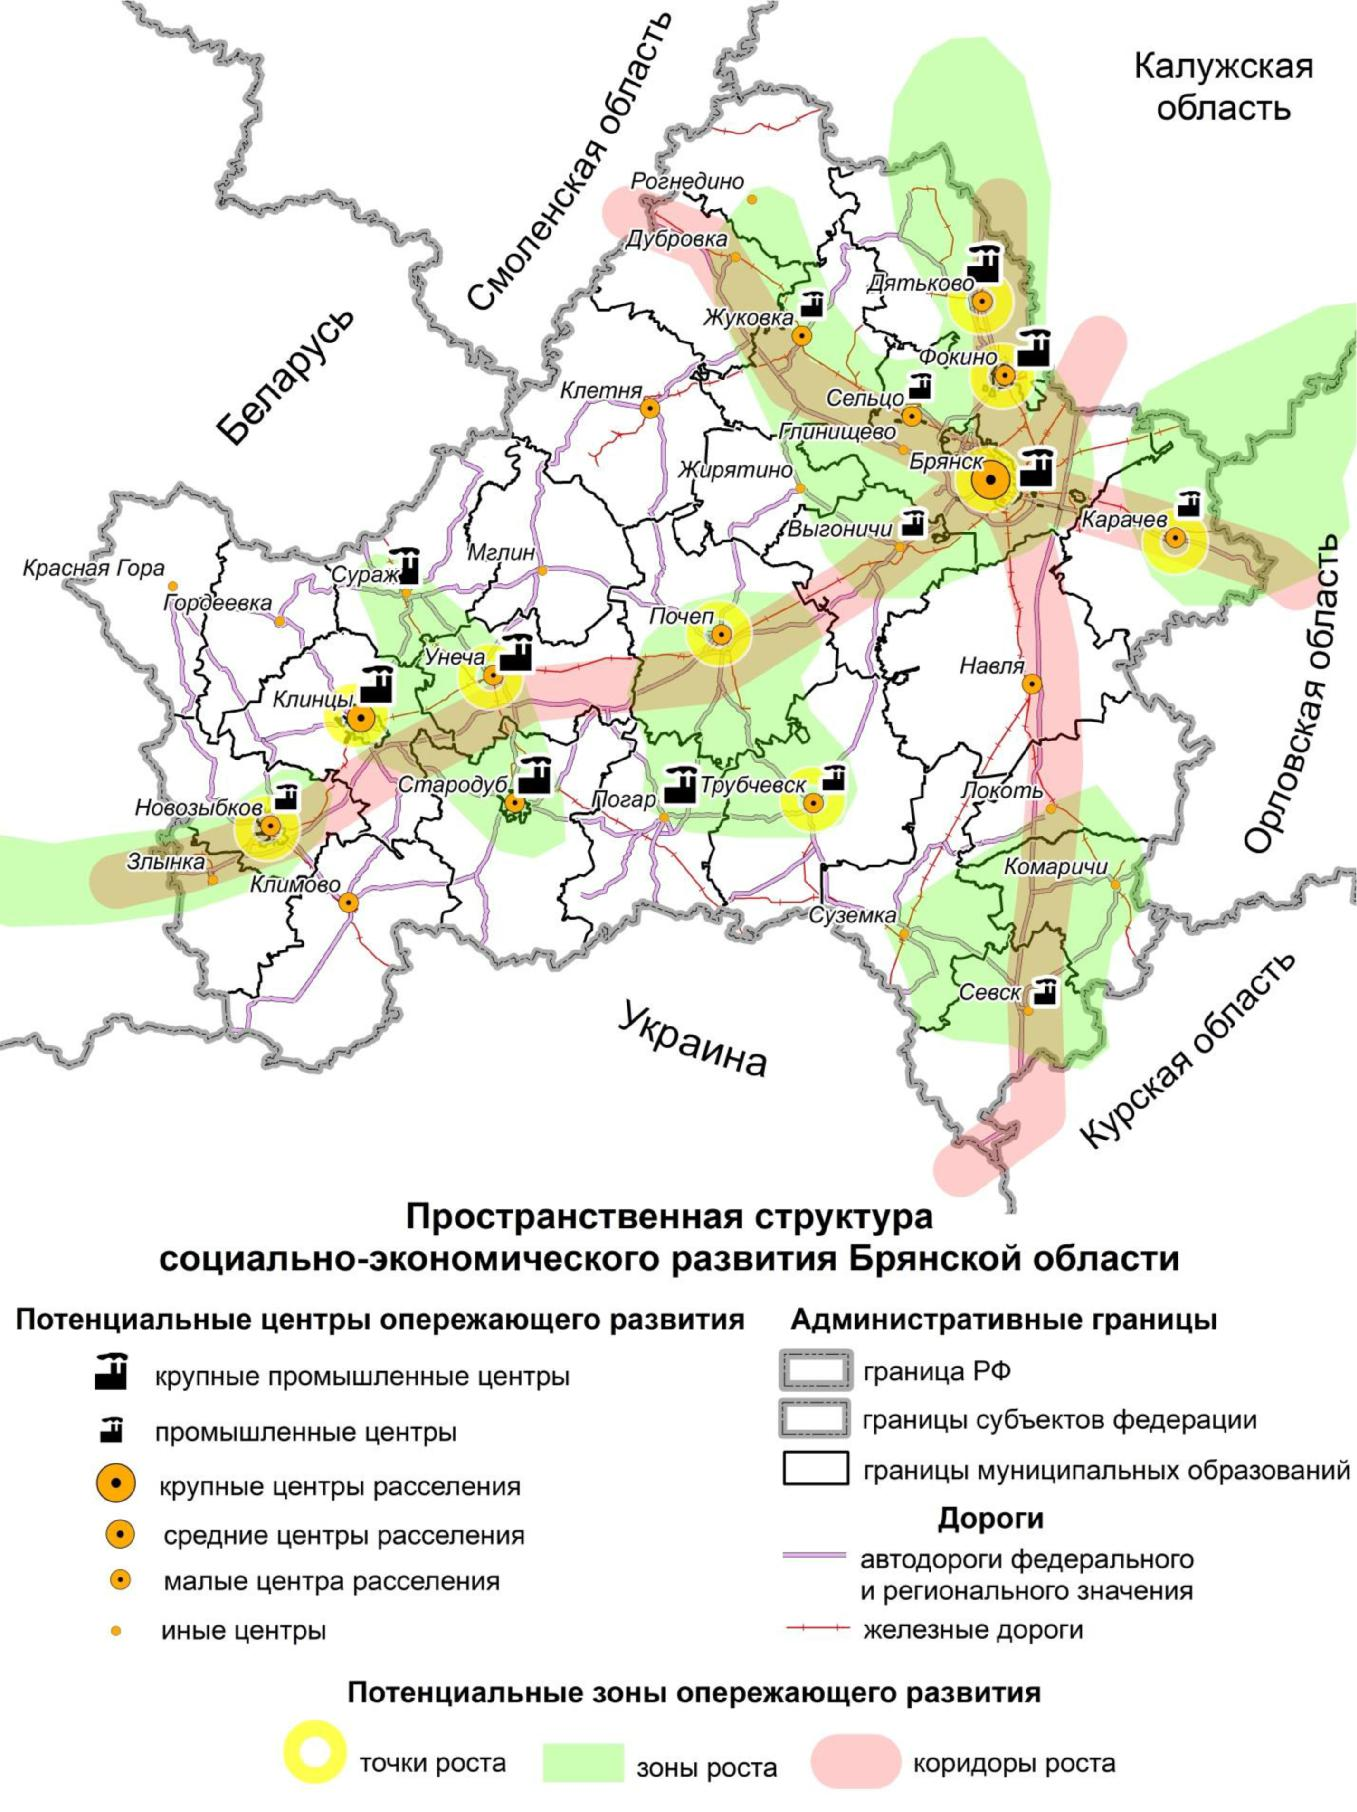 Калужская
область
Смоленская область
Беларусь
Рогнедино
Дубровка
Дятьково
Жуковка
Фокино
Клетня
Сельцо
Глинищево
Брянск
Жирятино
Выгоничи
Карачев
Мглин
Красная Гора
Сураж
Гордеевка
Почеп
Унеча
Навля
Клинцы
Орловская область
Стародуб
Погар
Трубчевск
Локоть
Новозыбков
Злынка
Климово
Комаричи
Суземка
Севск
Украина
Курская область
Пространственная структура
социально-экономического развития Брянской области
Потенциальные центры опережающего развития
крупные промышленные центры
промышленные центры
крупные центры расселения
средние центры расселения
малые центра расселения
иные центры
Административные границы
граница РФ
границы субъектов федерации
границы муниципальных образований
Дороги
автодороги федерального
и регионального значения
железные дороги
Потенциальные зоны опережающего развития
точки роста
зоны роста
коридоры роста